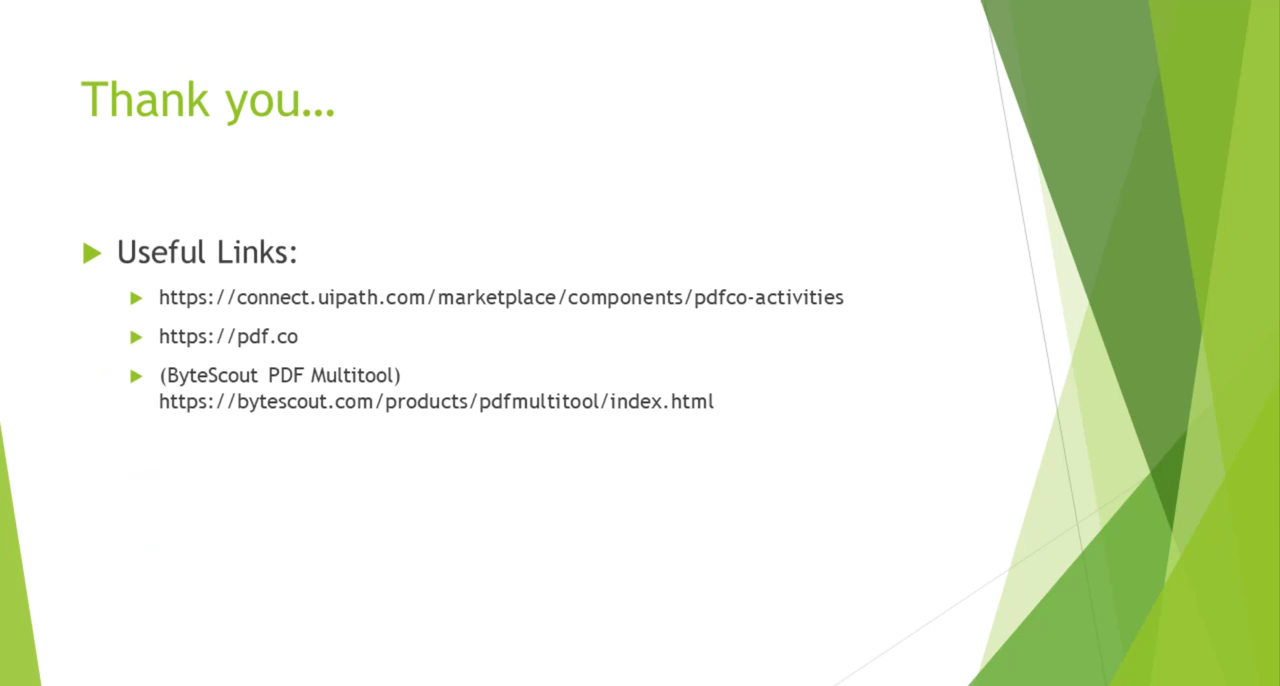 Thank you…
Useful Links:
https://connect.uipath.com/marketplace/components/pdfco-activities
https://pdf.co
(ByteScout PDF Multitool)
https://bytescout.com/products/pdfmultitool/index.html